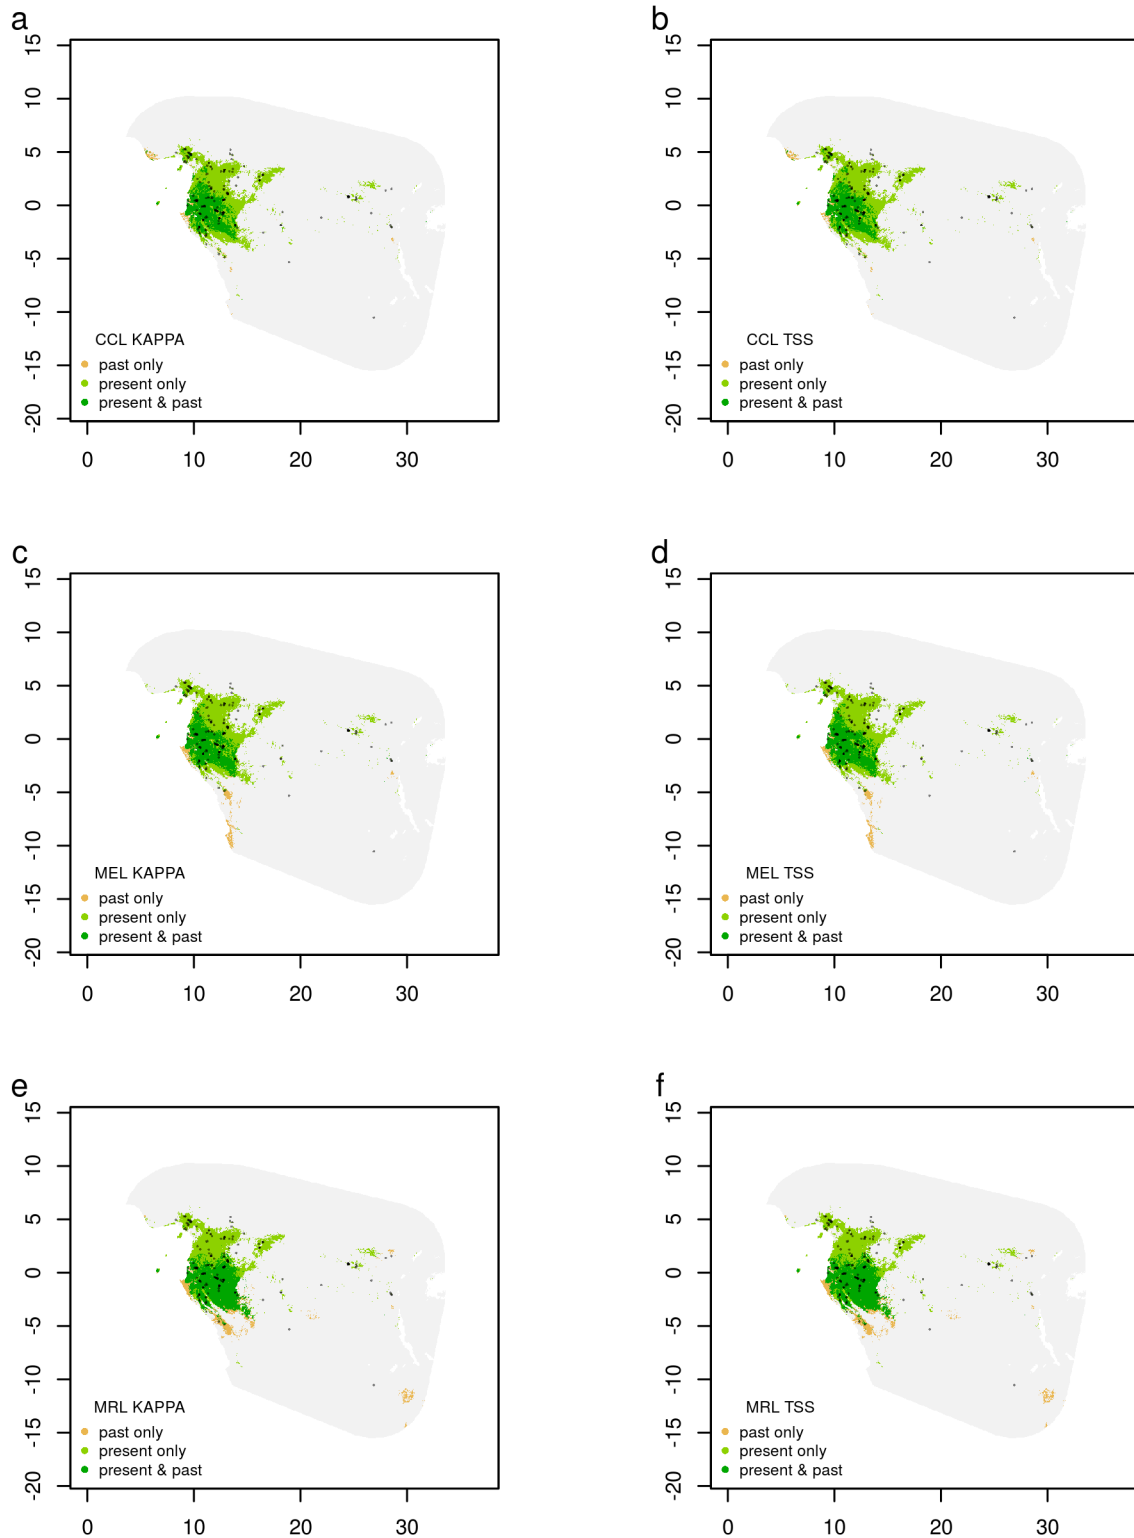 a
15
10
5
0
-5
-10
-15
-20
CCL KAPPA
past only
present only
present & past
0 10 20 30
b
15
10
5
0
-5
-10
-15
-20
CCL TSS
past only
present only
present & past
0 10 20 30
c
15
10
5
0
-5
-10
-15
-20
MEL KAPPA
past only
present only
present & past
0 10 20 30
d
15
10
5
0
-5
-10
-15
-20
MEL TSS
past only
present only
present & past
0 10 20 30
e
15
10
5
0
-5
-10
-15
-20
MRL KAPPA
past only
present only
present & past
0 10 20 30
f
15
10
5
0
-5
-10
-15
-20
MRL TSS
past only
present only
present & past
0 10 20 30